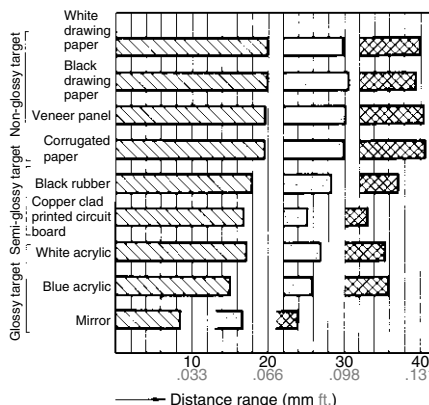 White
drawing
paper
Black
drawing
paper
Veneer panel
Corrugated
paper
Black rubber
Copper clad
printed circuit
board
White acrylic
Blue acrylic
Mirror
Non-glossy target
Semi-glossy target
Glossy target
10 20 30 40
.033 .066 .098 .13
Distance range (mm ft.)